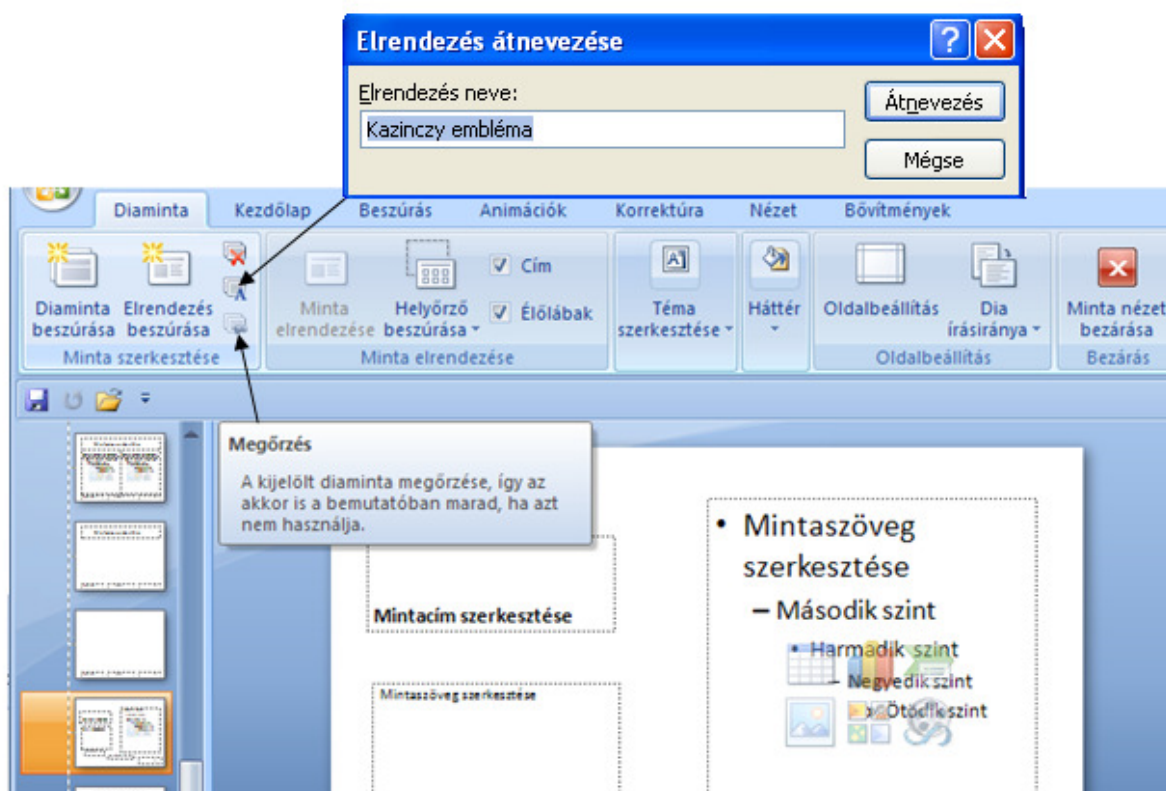 Elrendezés átnevezése
Elrendezés neve:
Kazinczy embléma
Átnevezés
Mégse
Diaminta Kezdőlap Beszúrás Animációk Korrektúra Nézet Bővítmények
Diaminta beszúrása
Elrendezés beszúrása
Minta elrendezése
Helyőrző beszúrása
Cím
Élőlábak
Téma szerkesztése
Háttér
Oldalbeállítás
Dia írásiránya
Minta nézet bezárása
Minta szerkesztése
Minta elrendezése
Oldalbeállítás
Bezárás
Megőrzés
A kijelölt diaminta megőrzése, így az
akkor is a bemutatóban marad, ha azt
nem használja.
Mintacím szerkesztése
Mintaszöveg szerkesztése
• Mintaszöveg
szerkesztése
– Második szint
• Harmadik szint
– Negyedik szint
Ötödik szint